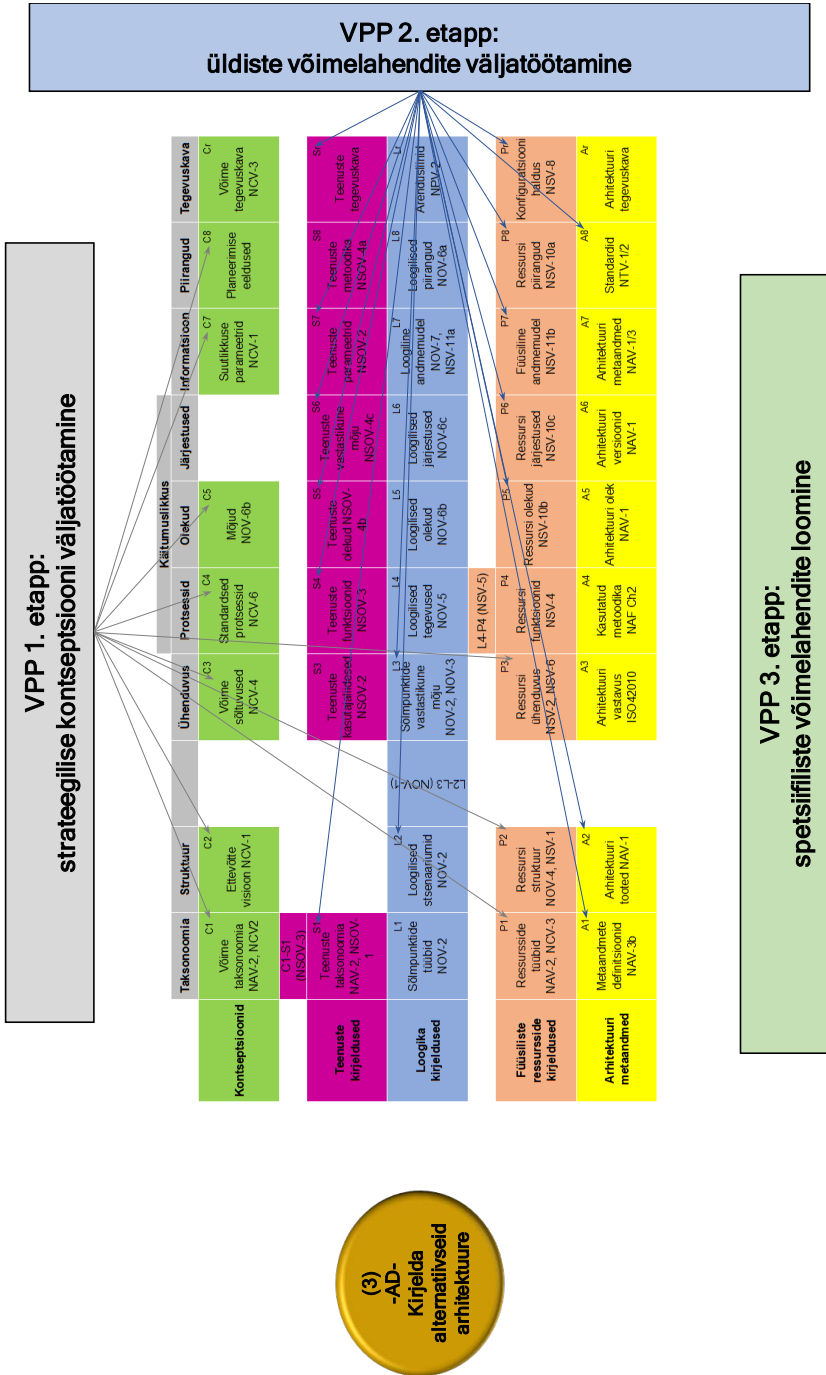 VPP 1. etapp:
strateegilise kontseptsiooni väljatöötamine
VPP 2. etapp:
üldiste võimelahendite väljatöötamine
VPP 3. etapp:
spetsiifiliste võimelahendite loomine
(3)
-AD-
Kirjelda
alternatiivseid
arhitektuure
Käitumuslikkus
Taksonoomia
Struktuur
Ühenduvus
Protsessid
Olekud
Järjestused
Informatsioon
Piirangud
Tegevuskava
Kontseptsioonid
C1
Võime
taksonoomia
NAV-2, NCV2
C2
Ettevõtte
visioon NCV-1
C3
Võime
sõltuvused
NCV-4
C4
Standardsed
protsessid
NCV-6
C5
Mõjud
NOV-6b
C7
Suutlikkuse
parameetrid
NCV-1
C8
Planeerimise
eeldused
Cr
Võime
tegevuskava
NCV-3
C1-S1
(NSOV-3)
Teenuste
kirjeldused
S1
Teenuste
taksonoomia
NAV-2, NSOV-
1
S3
Teenuste
kasutajaliidesed
NSOV-2
S4
Teenuste
funktsioonid
NSOV-3
S5
Teenuste
olekud NSOV-
4b
S6
Teenuste
vastastikune
mõju
NSOV-4c
S7
Teenuste
parameetrid
NSOV-2
S8
Teenuste
metoodika
NSOV-4a
Sr
Teenuste
tegevuskava
Loogika
kirjeldused
L1
Sõlmpunktide
tüübid
NOV-2
L2
Loogilised
stsenaariumid
NOV-2
L2-L3 (NOV-1)
L3
Sõlmpunktide
vastastikune
mõju
NOV-2, NOV-3
L4
Loogilised
tegevused
NOV-5
L5
Loogilised
olekud
NOV-6b
L6
Loogilised
järjestused
NOV-6c
L7
Loogiline
andmemudel
NOV-7,
NSV-11a
L8
Loogilised
piirangud
NOV-6a
Lr
Arendusliinid
NPV-2
L4-P4 (NSV-5)
Füüsiliste
ressursside
kirjeldused
P1
Ressursside
tüübid
NAV-2, NCV-3
P2
Ressursi
struktuur
NOV-4, NSV-1
P3
Ressursi
ühenduvus
NSV-2, NSV-6
P4
Ressursi
funktsioonid
NSV-4
P5
Ressursi olekud
NSV-10b
P6
Ressursi
järjestused
NSV-10c
P7
Füüsiline
andmemudel
NSV-11b
P8
Ressursi
piirangud
NSV-10a
Pr
Konfiguratsiooni
haldus
NSV-8
Arhitektuuri
metaandmed
A1
Metaandmete
definitsioonid
NAV-3b
A2
Arhitektuuri
tooted NAV-1
A3
Arhitektuuri
vastavus
ISO42010
A4
Kasutatud
metoodika
NAF Ch2
A5
Arhitektuuri olek
NAV-1
A6
Arhitektuuri
versioonid
NAV-1
A7
Arhitektuuri
metaandmed
NAV-1/3
A8
Standardid
NTV-1/2
Ar
Arhitektuuri
tegevuskava